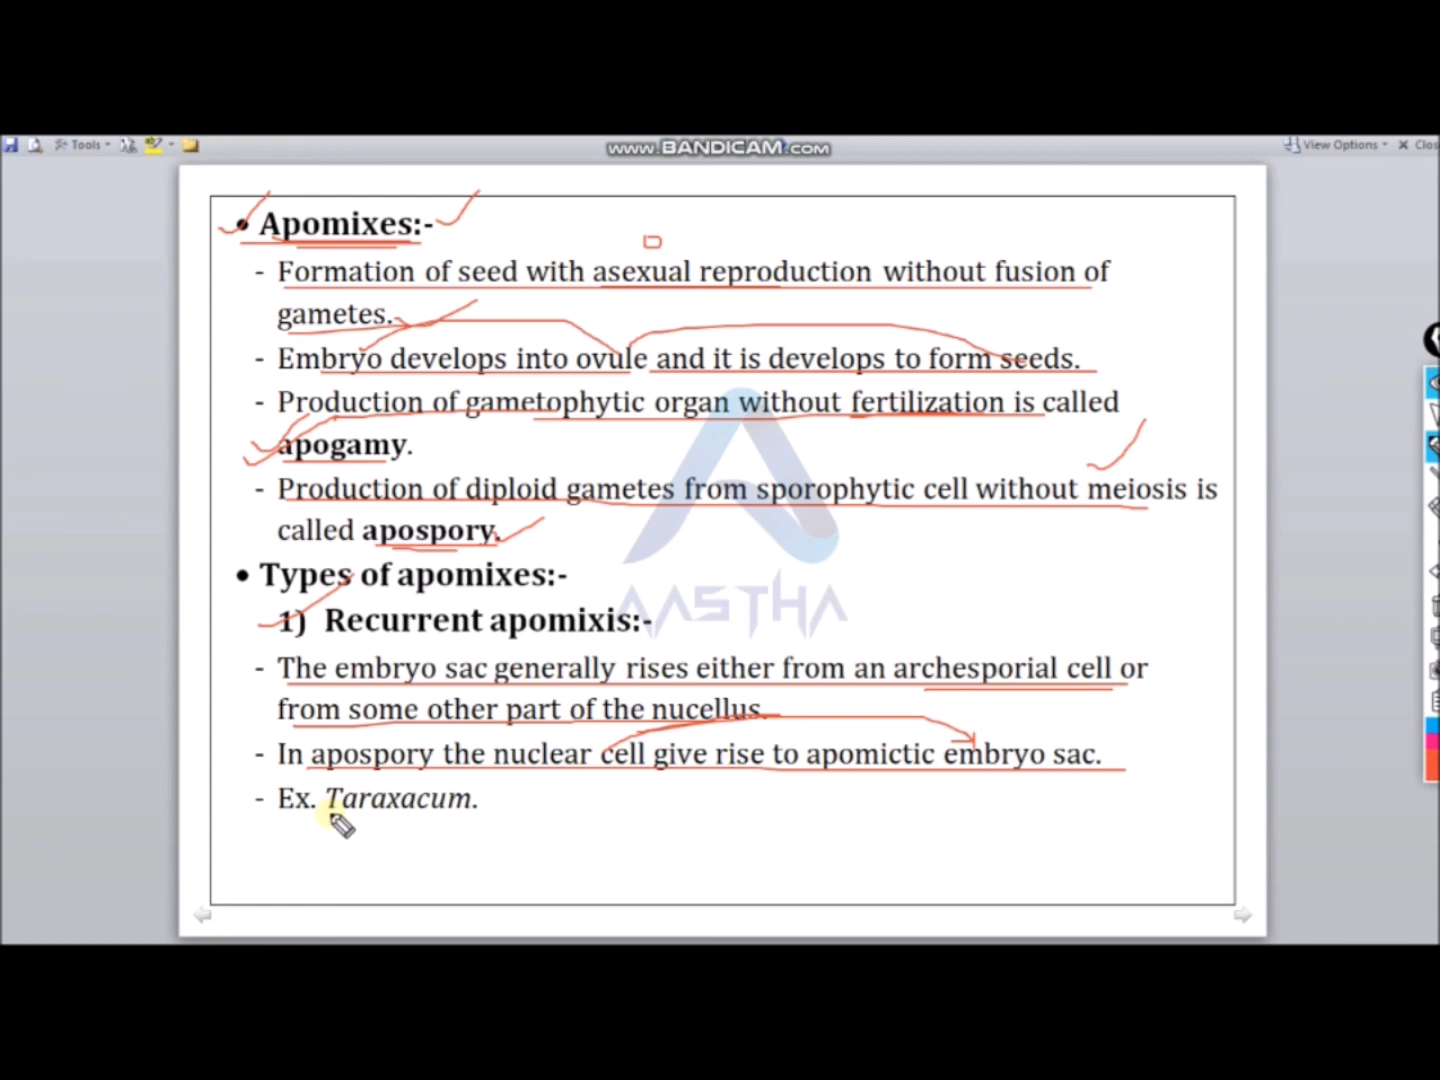 Tools
www.BANDICAM.com
View Options
Clos
• Apomixes:-
- Formation of seed with asexual reproduction without fusion of
gametes.
- Embryo develops into ovule and it is develops to form seeds.
- Production of gametophytic organ without fertilization is called
apogamy.
- Production of diploid gametes from sporophytic cell without meiosis is
called apospory.
• Types of apomixes:-
1) Recurrent apomixis:-
- The embryo sac generally rises either from an archesporial cell or
from some other part of the nucellus.
- In apospory the nuclear cell give rise to apomictic embryo sac.
- Ex. Taraxacum.
AASTHA